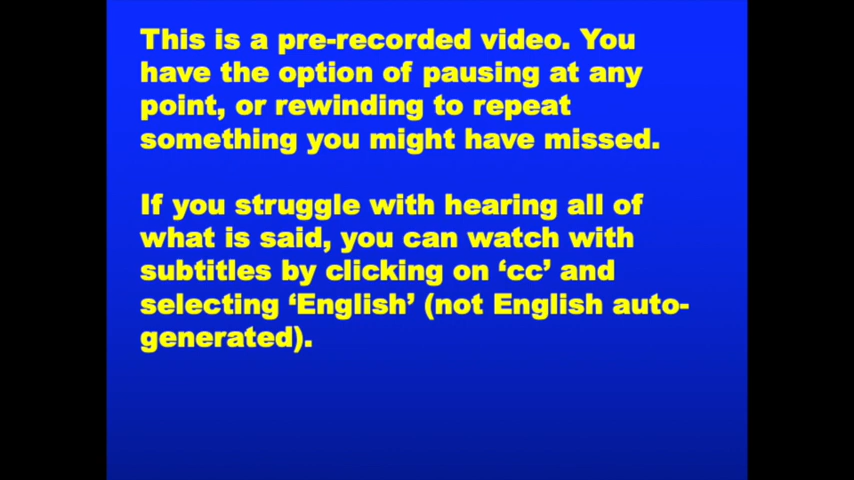 This is a pre-recorded video. You
have the option of pausing at any
point, or rewinding to repeat
something you might have missed.
If you struggle with hearing all of
what is said, you can watch with
subtitles by clicking on ‘cc’ and
selecting ‘English’ (not English auto-
generated).